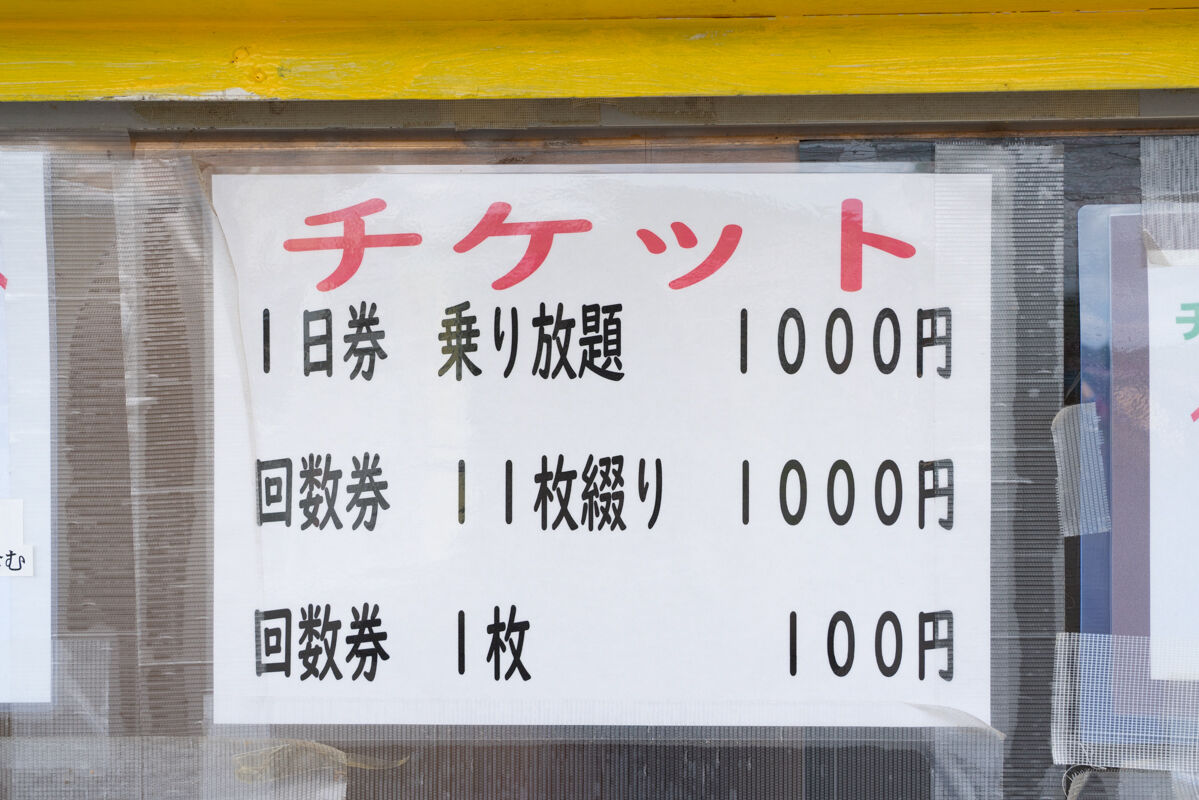 チケット
１日券　乗り放題　１０００円
回数券　１１枚綴り　１０００円
回数券　１枚　１００円
む